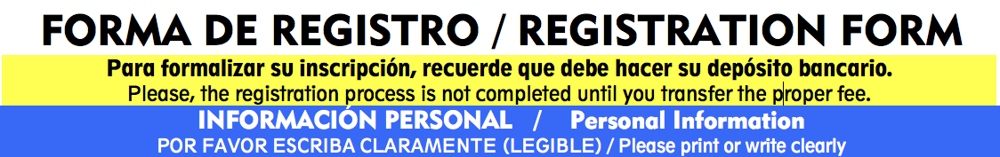 FORMA DE REGISTRO / REGISTRATION FORM
Para formalizar su inscripción, recuerde que debe hacer su depósito bancario.
Please, the registration process is not completed until you transfer the proper fee.
INFORMACIÓN PERSONAL / Personal Information
POR FAVOR ESCRIBA CLARAMENTE (LEGIBLE) / Please print or write clearly